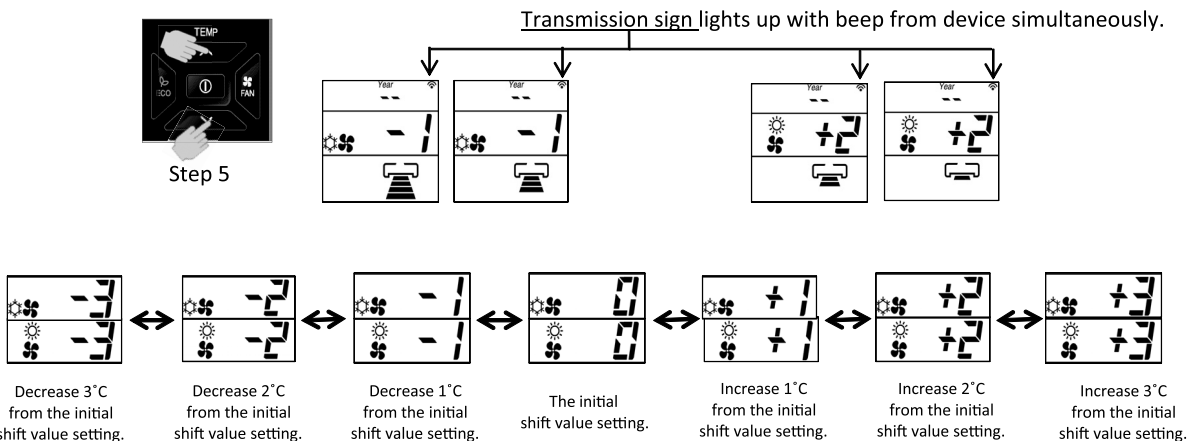 Transmission sign lights up with beep from device simultaneously.
TEMP
ECO
FAN
Step 5
Year
--
-1
Year
--
-1
Year
--
+2
Year
--
+2
-3
-3
-2
-2
-1
-1
0
0
+1
+1
+2
+2
+3
+3
Decrease 3˚C
from the initial
shift value setting.
Decrease 2˚C
from the initial
shift value setting.
Decrease 1˚C
from the initial
shift value setting.
The initial
shift value setting.
Increase 1˚C
from the initial
shift value setting.
Increase 2˚C
from the initial
shift value setting.
Increase 3˚C
from the initial
shift value setting.